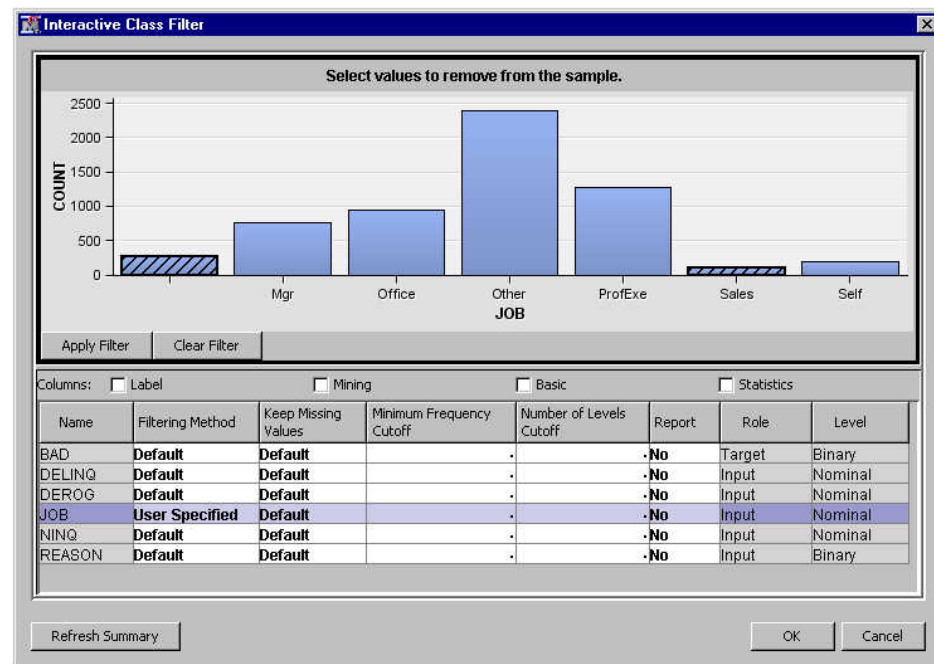 Interactive Class Filter
Select values to remove from the sample.
COUNT
2500
2000
1500
1000
500
0
Mgr Office Other ProfExe Sales Self
JOB
Apply Filter Clear Filter
Columns: Label Mining Basic Statistics
Name Filtering Method Keep Missing Values Minimum Frequency Cutoff Number of Levels Cutoff Report Role Level
BAD Default Default . . No Target Binary
DELINQ Default Default . . No Input Nominal
DEROG Default Default . . No Input Nominal
JOB User Specified Default . . No Input Nominal
NINQ Default Default . . No Input Nominal
REASON Default Default . . No Input Binary
Refresh Summary OK Cancel